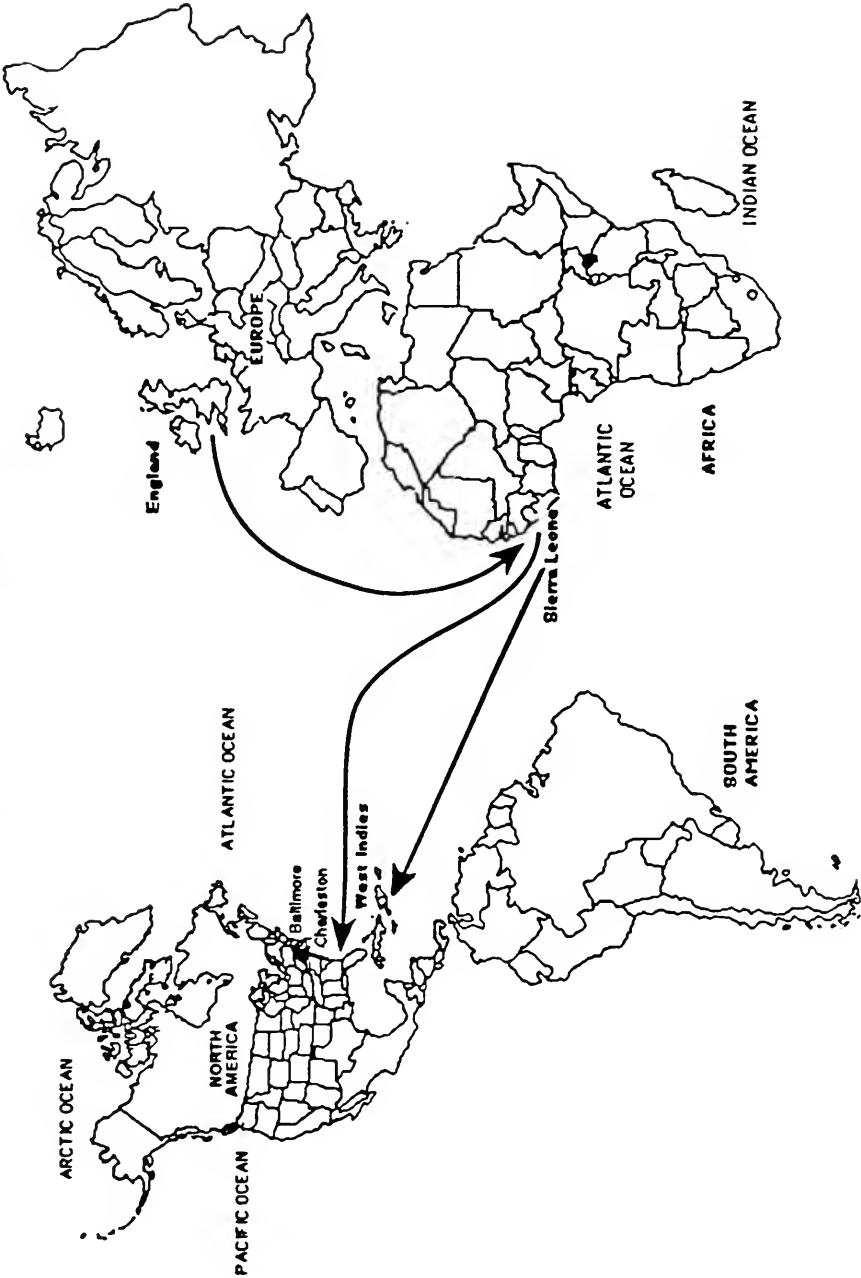 ARCTIC OCEAN
PACIFIC OCEAN
NORTH
AMERICA
ATLANTIC OCEAN
Baltimore
Charleston
West Indies
SOUTH
AMERICA
England
EUROPE
Sierra Leone
ATLANTIC
OCEAN
AFRICA
INDIAN OCEAN